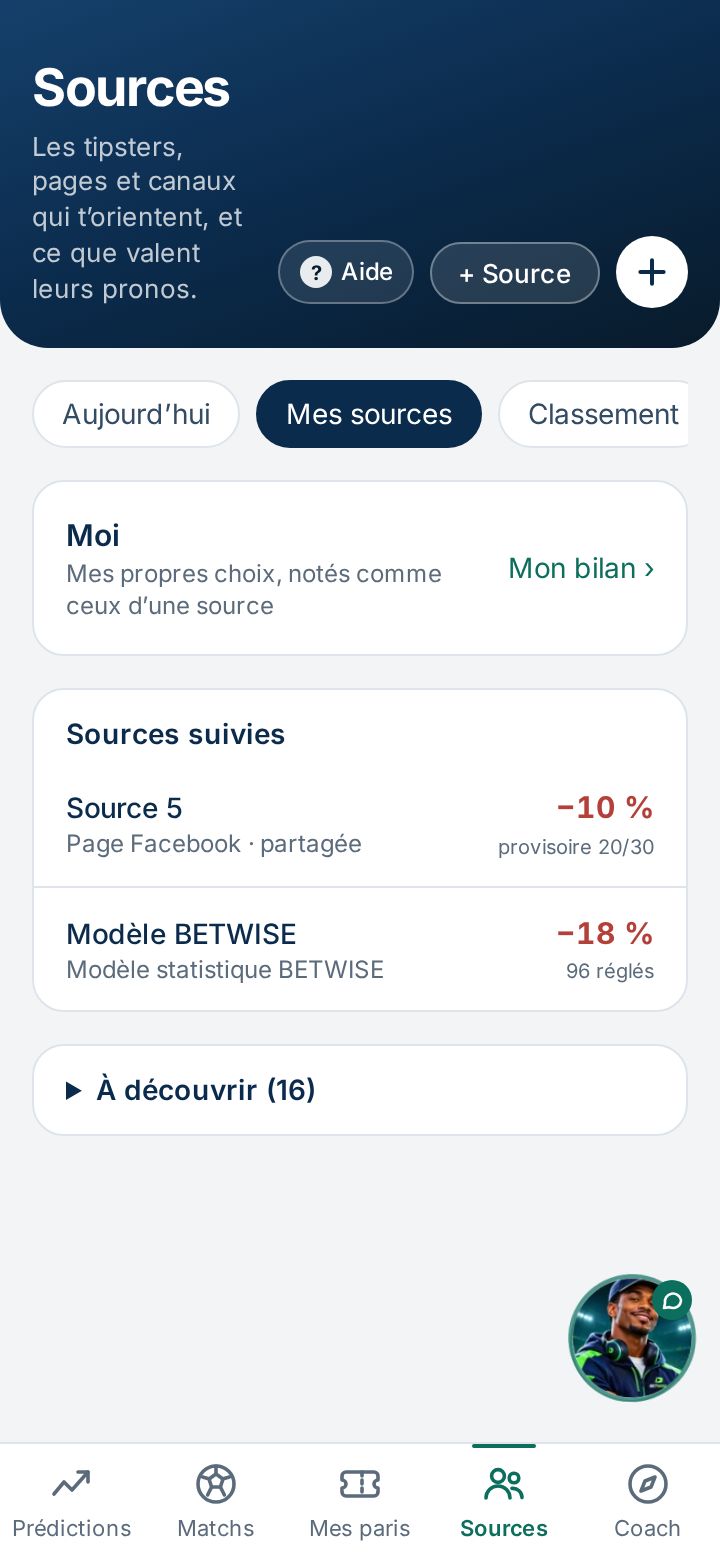 Sources
Les tipsters,
pages et canaux
qui t’orientent, et
ce que valent
leurs pronos.
? Aide
+ Source
+
Aujourd’hui
Mes sources
Classement
Moi
Mes propres choix, notés comme
ceux d’une source
Mon bilan ›
Sources suivies
Source 5
−10 %
Page Facebook · partagée
provisoire 20/30
Modèle BETWISE
−18 %
Modèle statistique BETWISE
96 réglés
▶ À découvrir (16)
Prédictions
Matchs
Mes paris
Sources
Coach